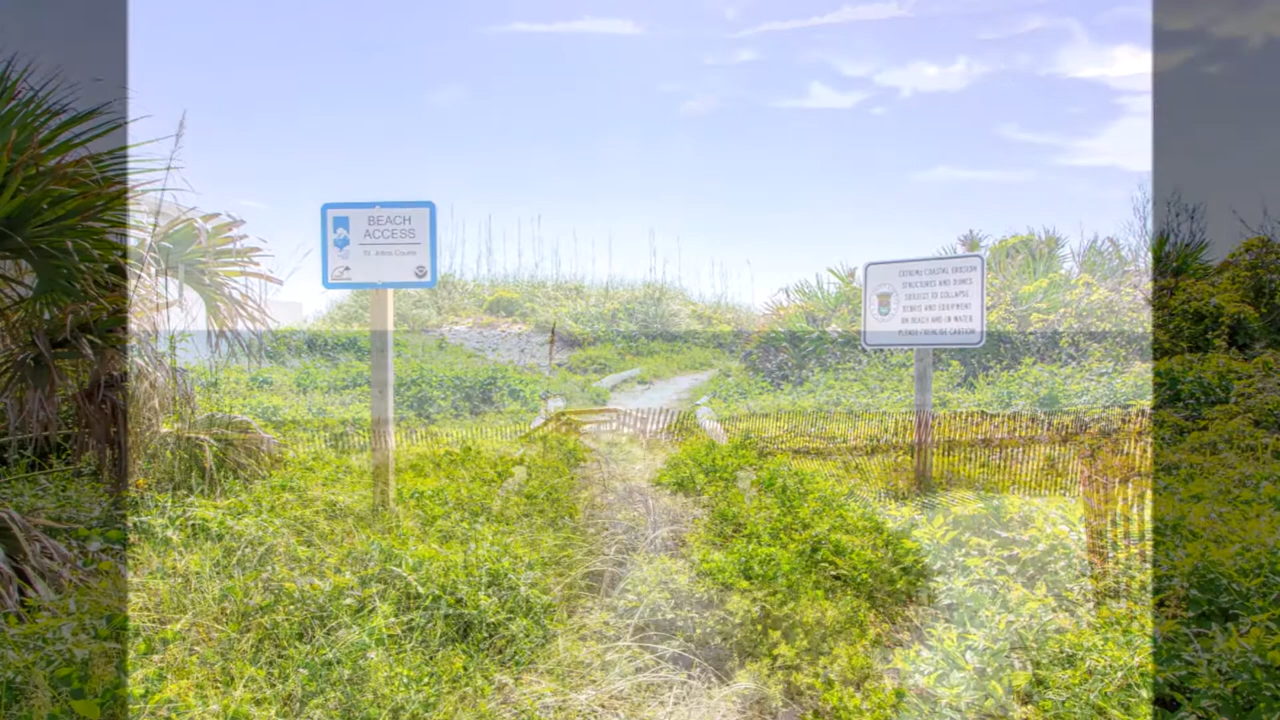 BEACH
ACCESS
St. Johns County
EXTREME COASTAL EROSION
STRUCTURES AND DUNES
SUBJECT TO COLLAPSE
DEBRIS AND EQUIPMENT
ON BEACH AND IN WATER
PLEASE EXERCISE CAUTION